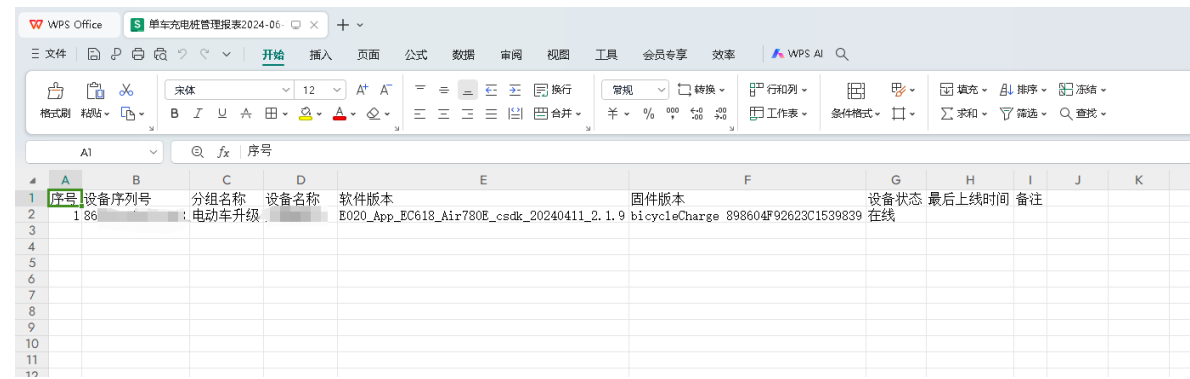 WPS Office S 单车充电桩管理报表2024-06-
文件 开始 插入 页面 公式 数据 审阅 视图 工具 会员专享 效率 WPS AI
格式刷 粘贴 宋体 12 A+ A- B I U A 换行 合并 常规 转换 ¥ % 行和列 工作表 条件格式 填充 排序 冻结 求和 筛选 查找
A1 fx 序号
A B C D E F G H I J K
1 序号 设备序列号 分组名称 设备名称 软件版本 固件版本 设备状态 最后上线时间 备注
2 1 86 电动车升级 E020_App_EC618_Air780E_csdk_20240411_2.1.9 bicycleCharge 898604F92623C1539839 在线
3
4
5
6
7
8
9
10
11
12